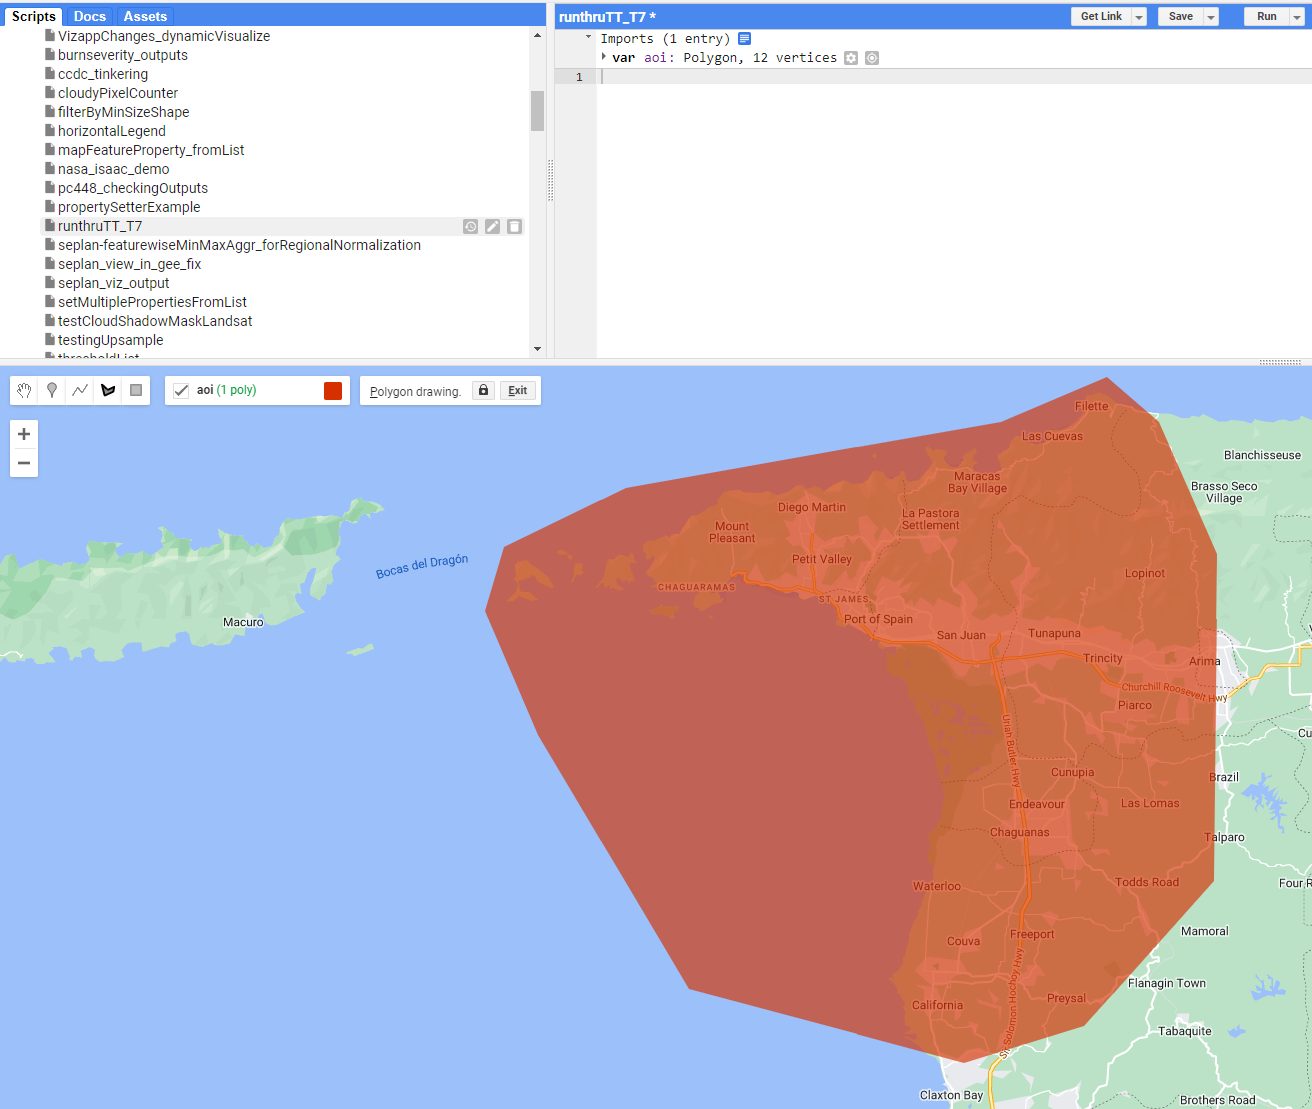 Scripts
Docs
Assets
VizappChanges_dynamicVisualize
burnseverity_outputs
ccdc_tinkering
cloudyPixelCounter
filterByMinSizeShape
horizontalLegend
mapFeatureProperty_fromList
nasa_isaac_demo
pc448_checkingOutputs
propertySetterExample
runthruTT_T7
seplan-featurewiseMinMaxAggr_forRegionalNormalization
seplan_view_in_gee_fix
seplan_viz_output
setMultiplePropertiesFromList
testCloudShadowMaskLandsat
testingUpsample
thresholdList
runthruTT_T7 *
Get Link
Save
Run
Imports (1 entry)
var aoi: Polygon, 12 vertices
1
aoi (1 poly)
Polygon drawing.
Exit
+
−
Filette
Las Cuevas
Blanchisseuse
Maracas
Bay Village
Brasso Seco
Village
Diego Martin
La Pastora
Settlement
Mount
Pleasant
Bocas del Dragón
Petit Valley
Lopinot
CHAGUARAMAS
ST JAMES
Macuro
Port of Spain
San Juan
Tunapuna
Trincity
Arima
Churchill Roosevelt Hwy
Piarco
Uriah Butler Hwy
Cu
Cunupia
Brazil
Endeavour
Las Lomas
Chaguanas
Talparo
Waterloo
Todds Road
Four R
Couva
Freeport
Mamoral
Flanagin Town
California
Preysal
Sir Solomon Hochoy Hwy
Tabaquite
Claxton Bay
Brothers Road